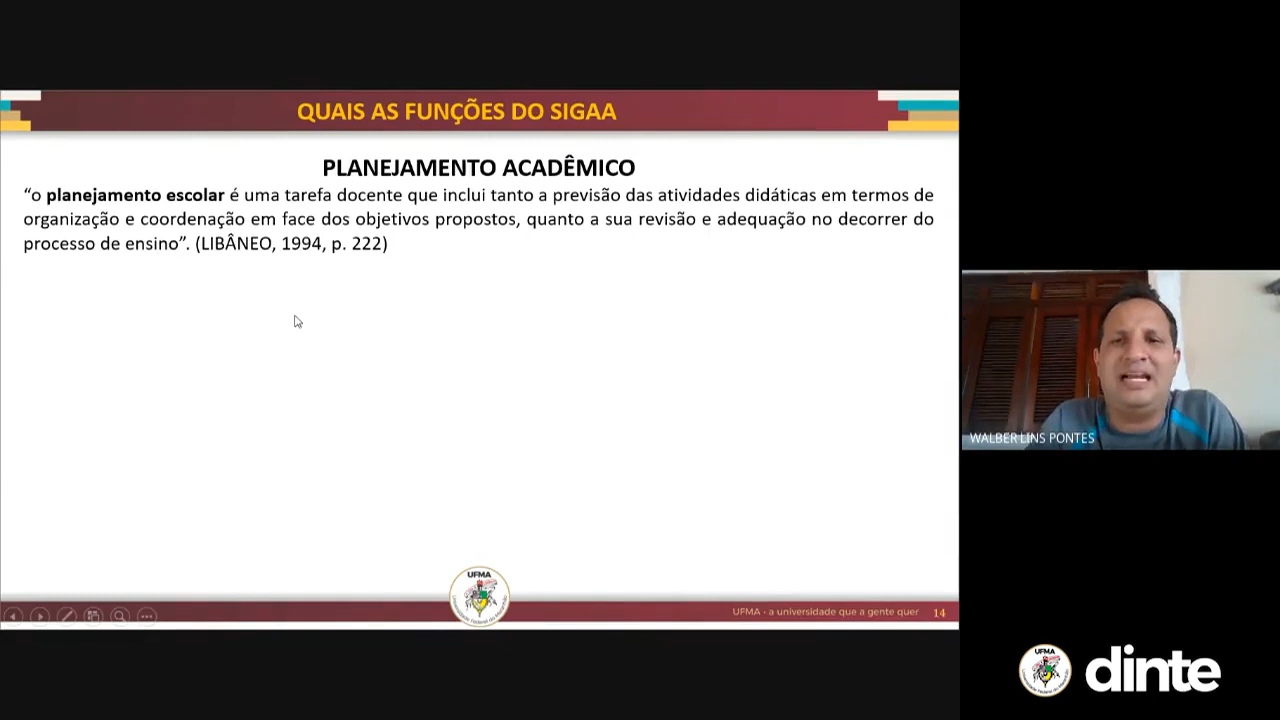 QUAIS AS FUNÇÕES DO SIGAA
PLANEJAMENTO ACADÊMICO
“o planejamento escolar é uma tarefa docente que inclui tanto a previsão das atividades didáticas em termos de
organização e coordenação em face dos objetivos propostos, quanto a sua revisão e adequação no decorrer do
processo de ensino”. (LIBÂNEO, 1994, p. 222)
WALBER LINS PONTES
UFMA
UFMA - a universidade que a gente quer 14
UFMA
dinte